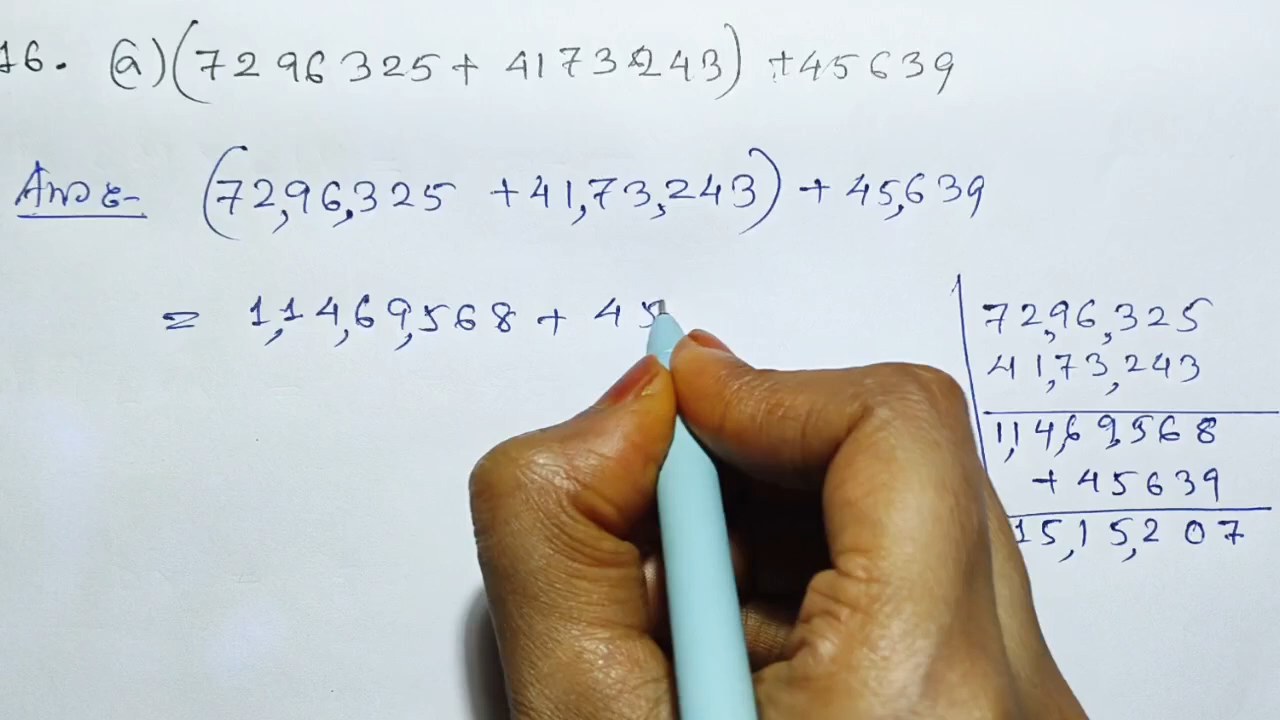 16. (a) (7296325 + 4173243) + 45639
Ans:- (72,96,325 + 41,73,243) + 45,639
= 1,14,69,568 + 45
72,96,325
41,73,243
1,14,69,568
+ 45639
15,15,207